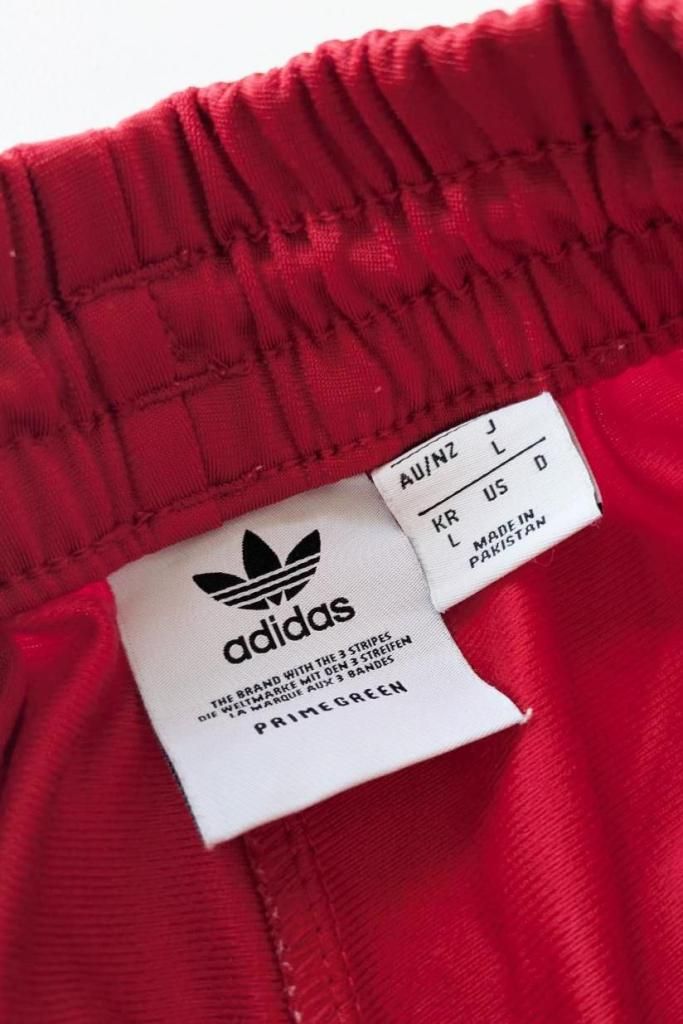 adidas
THE BRAND WITH THE 3 STRIPES
DIE WELTMARKE MIT DEN 3 STREIFEN
LA MARQUE AUX 3 BANDES
PRIMEGREEN
J
AU/NZ L
KR US D
L
MADE IN
PAKISTAN